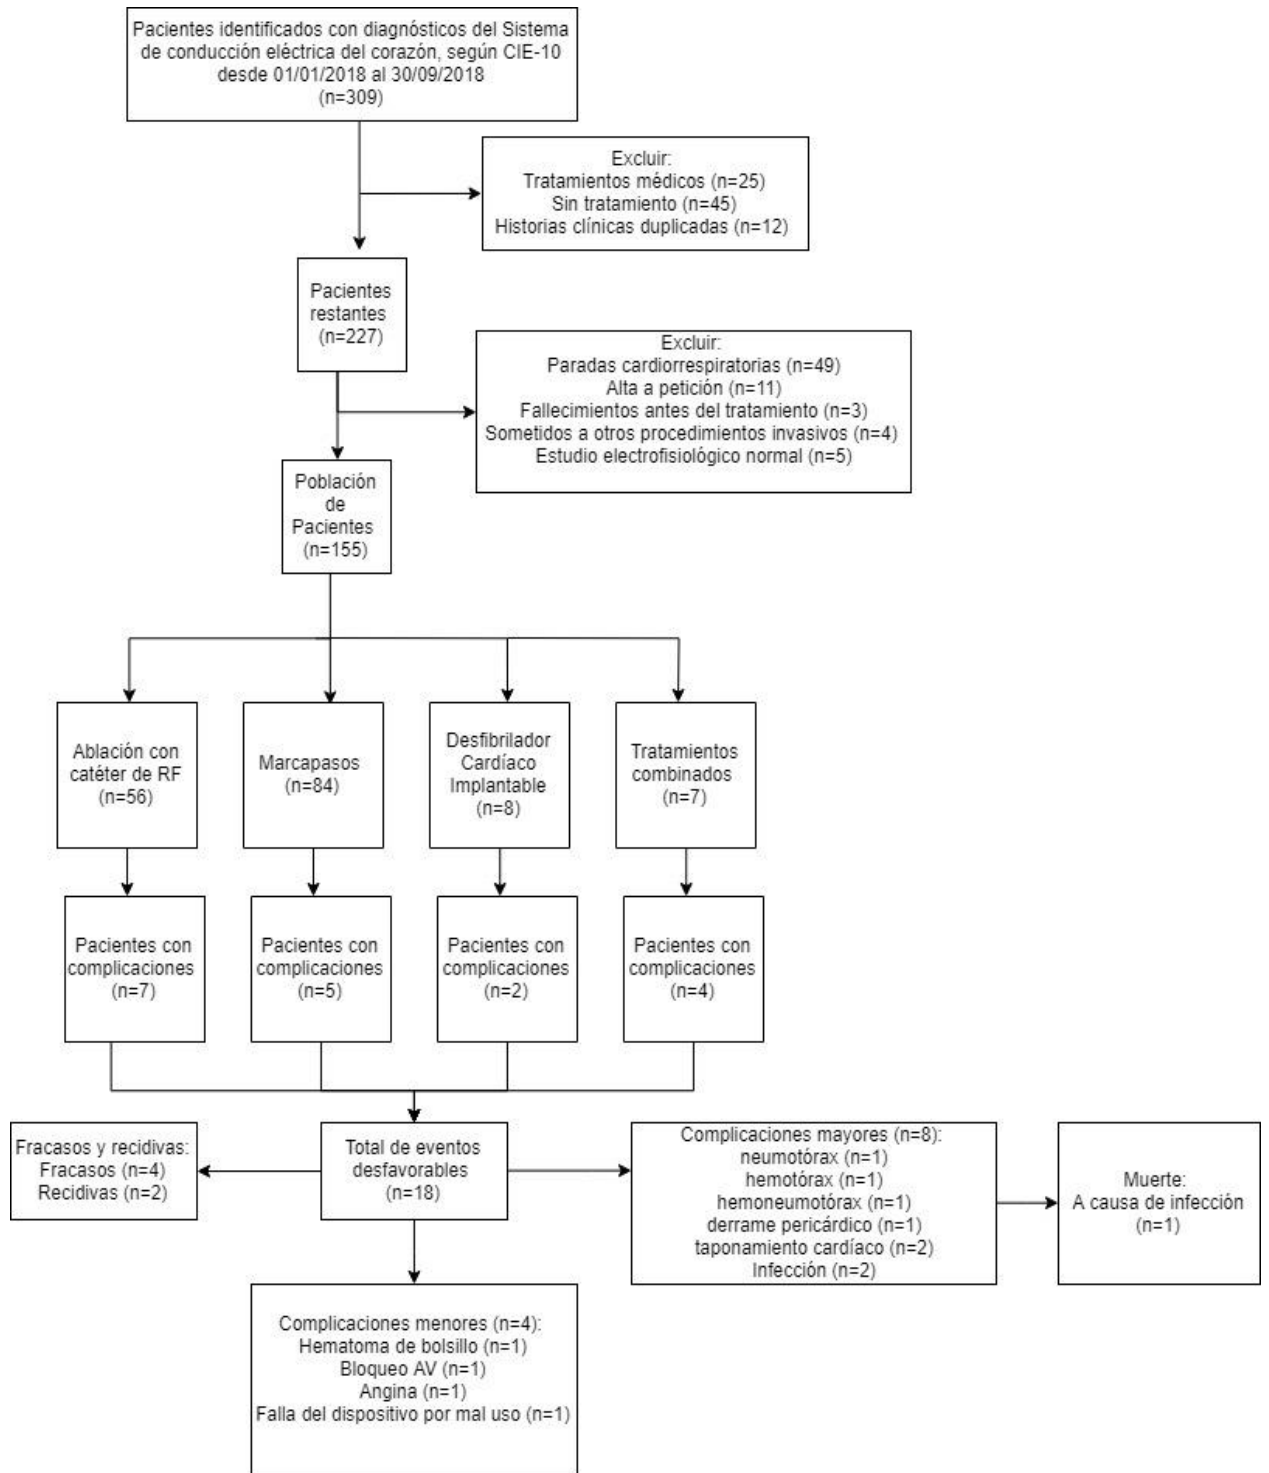 Pacientes identificados con diagnósticos del Sistema
de conducción eléctrica del corazón, según CIE-10
desde 01/01/2018 al 30/09/2018
(n=309)
Excluir:
Tratamientos médicos (n=25)
Sin tratamiento (n=45)
Historias clínicas duplicadas (n=12)
Pacientes
restantes
(n=227)
Excluir:
Paradas cardiorrespiratorias (n=49)
Alta a petición (n=11)
Fallecimientos antes del tratamiento (n=3)
Sometidos a otros procedimientos invasivos (n=4)
Estudio electrofisiológico normal (n=5)
Población
de
Pacientes
(n=155)
Ablación con
catéter de RF
(n=56)
Marcapasos
(n=84)
Desfibrilador
Cardíaco
Implantable
(n=8)
Tratamientos
combinados
(n=7)
Pacientes con
complicaciones
(n=7)
Pacientes con
complicaciones
(n=5)
Pacientes con
complicaciones
(n=2)
Pacientes con
complicaciones
(n=4)
Fracasos y recidivas:
Fracasos (n=4)
Recidivas (n=2)
Total de eventos
desfavorables
(n=18)
Complicaciones mayores (n=8):
neumotórax (n=1)
hemotórax (n=1)
hemoneumotórax (n=1)
derrame pericárdico (n=1)
taponamiento cardíaco (n=2)
Infección (n=2)
Muerte:
A causa de infección
(n=1)
Complicaciones menores (n=4):
Hematoma de bolsillo (n=1)
Bloqueo AV (n=1)
Angina (n=1)
Falla del dispositivo por mal uso (n=1)